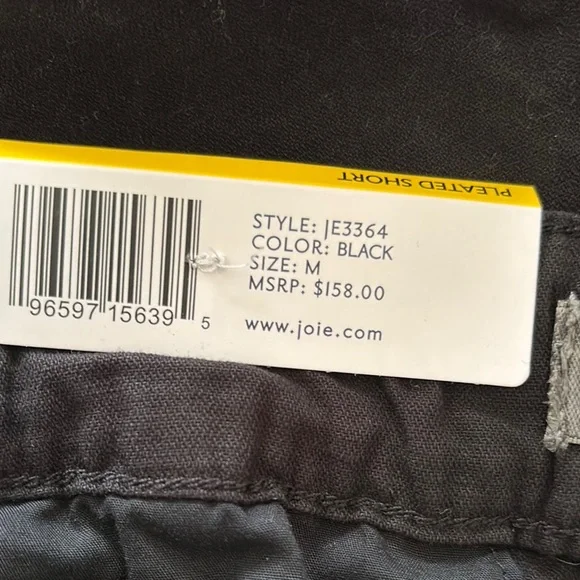 PLEATED SHORT
STYLE: JE3364
COLOR: BLACK
SIZE: M
MSRP: $158.00
www.joie.com
96597 15639 5